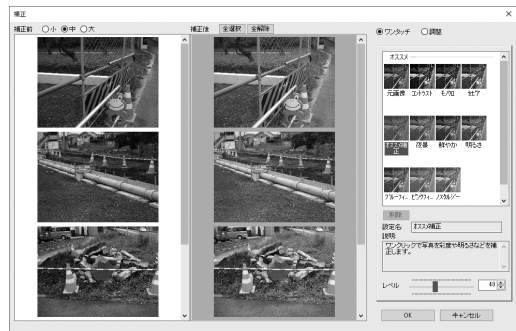 補正
補正前 小 中 大
補正後 全選択 全解除
ワンタッチ 調整
オススメ
元画像 コントラスト モノクロ セピア
オススメ補正 夜景 鮮やか 明るさ
ブルーフィ... ピンクフィ... ノスタルジー
削除
設定名: オススメ補正
説明:
ワンクリックで写真を彩度や明るさなどを補
正します。
レベル 40
OK キャンセル